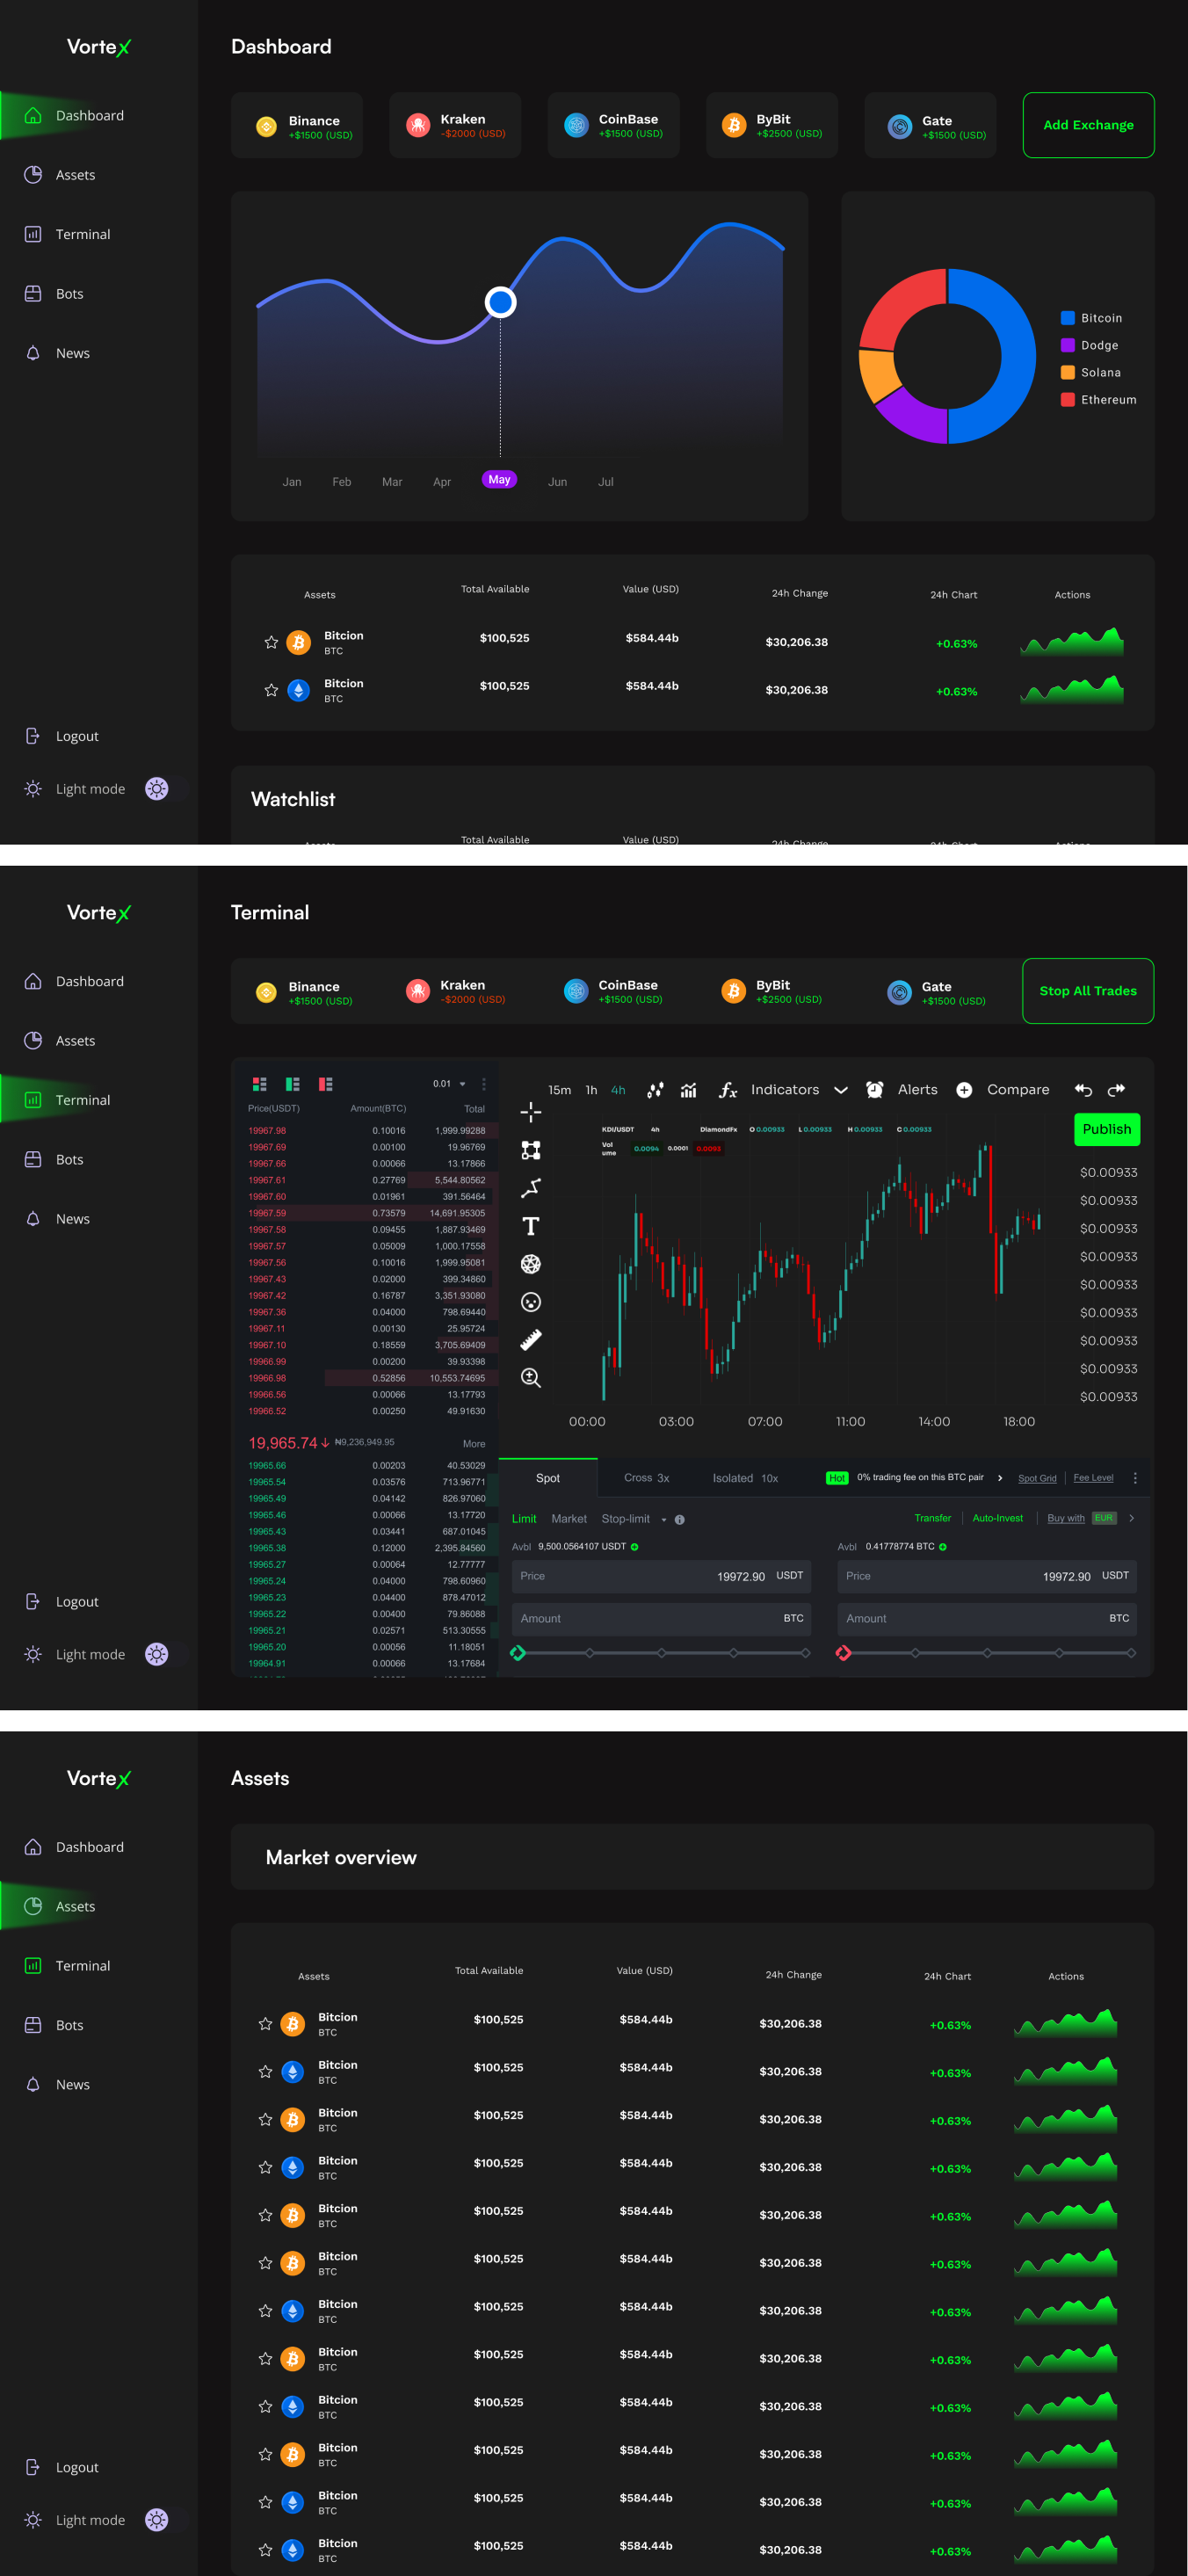 Vortex
Dashboard
Assets
Terminal
Bots
News
Logout
Light mode
Dashboard
Binance
+$1500 (USD)
Kraken
-$2000 (USD)
CoinBase
+$1500 (USD)
ByBit
+$2500 (USD)
Gate
+$1500 (USD)
Add Exchange
Jan Feb Mar Apr May Jun Jul
Bitcoin
Dodge
Solana
Ethereum
Assets Total Available Value (USD) 24h Change 24h Chart Actions
Bitcion
BTC
$100,525 $584.44b $30,206.38 +0.63%
Bitcion
BTC
$100,525 $584.44b $30,206.38 +0.63%
Watchlist
Assets Total Available Value (USD) 24h Change 24h Chart Actions
Vortex
Dashboard
Assets
Terminal
Bots
News
Logout
Light mode
Terminal
Binance
+$1500 (USD)
Kraken
-$2000 (USD)
CoinBase
+$1500 (USD)
ByBit
+$2500 (USD)
Gate
+$1500 (USD)
Stop All Trades
0.01
Price(USDT) Amount(BTC) Total
19967.98 0.10016 1,999.99288
19967.69 0.00100 19.96769
19967.66 0.00066 13.17866
19967.61 0.27769 5,544.80562
19967.60 0.01961 391.56464
19967.59 0.73579 14,691.95305
19967.58 0.09455 1,887.93469
19967.57 0.05009 1,000.17558
19967.56 0.10016 1,999.95081
19967.43 0.02000 399.34860
19967.42 0.16787 3,351.93080
19967.36 0.04000 798.69440
19967.11 0.00130 25.95724
19967.10 0.18559 3,705.69409
19966.99 0.00200 39.93398
19966.98 0.52856 10,553.74695
19966.56 0.00066 13.17793
19966.52 0.00250 49.91630
19,965.74↓ ₦9,236,949.95 More
19965.66 0.00203 40.53029
19965.54 0.03576 713.96771
19965.49 0.04142 826.97060
19965.46 0.00066 13.17720
19965.43 0.03441 687.01045
19965.38 0.12000 2,395.84560
19965.27 0.00064 12.77777
19965.24 0.04000 798.60960
19965.23 0.04400 878.47012
19965.22 0.00400 79.86088
19965.21 0.02571 513.30555
19965.20 0.00056 11.18051
19964.91 0.00066 13.17684
15m 1h 4h fx Indicators Alerts Compare
Publish
KDI/USDT 4h DiamondFx O 0.00933 L 0.00933 H 0.00933 C 0.00933
Vol
ume
0.0094 0.0001 0.0093
T
$0.00933
$0.00933
$0.00933
$0.00933
$0.00933
$0.00933
$0.00933
$0.00933
$0.00933
00:00 03:00 07:00 11:00 14:00 18:00
Spot Cross 3x Isolated 10x Hot 0% trading fee on this BTC pair Spot Grid Fee Level
Limit Market Stop-limit Transfer Auto-Invest Buy with EUR
Avbl 9,500.0564107 USDT
Price 19972.90 USDT
Amount BTC
Avbl 0.41778774 BTC
Price 19972.90 USDT
Amount BTC
Vortex
Dashboard
Assets
Terminal
Bots
News
Logout
Light mode
Assets
Market overview
Assets Total Available Value (USD) 24h Change 24h Chart Actions
Bitcion
BTC
$100,525 $584.44b $30,206.38 +0.63%
Bitcion
BTC
$100,525 $584.44b $30,206.38 +0.63%
Bitcion
BTC
$100,525 $584.44b $30,206.38 +0.63%
Bitcion
BTC
$100,525 $584.44b $30,206.38 +0.63%
Bitcion
BTC
$100,525 $584.44b $30,206.38 +0.63%
Bitcion
BTC
$100,525 $584.44b $30,206.38 +0.63%
Bitcion
BTC
$100,525 $584.44b $30,206.38 +0.63%
Bitcion
BTC
$100,525 $584.44b $30,206.38 +0.63%
Bitcion
BTC
$100,525 $584.44b $30,206.38 +0.63%
Bitcion
BTC
$100,525 $584.44b $30,206.38 +0.63%
Bitcion
BTC
$100,525 $584.44b $30,206.38 +0.63%
Bitcion
BTC
$100,525 $584.44b $30,206.38 +0.63%